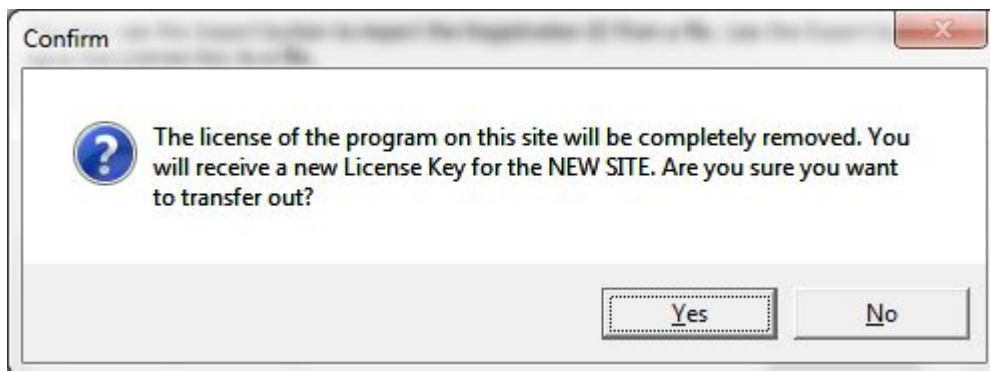 Confirm
The license of the program on this site will be completely removed. You
will receive a new License Key for the NEW SITE. Are you sure you want
to transfer out?
Yes
No